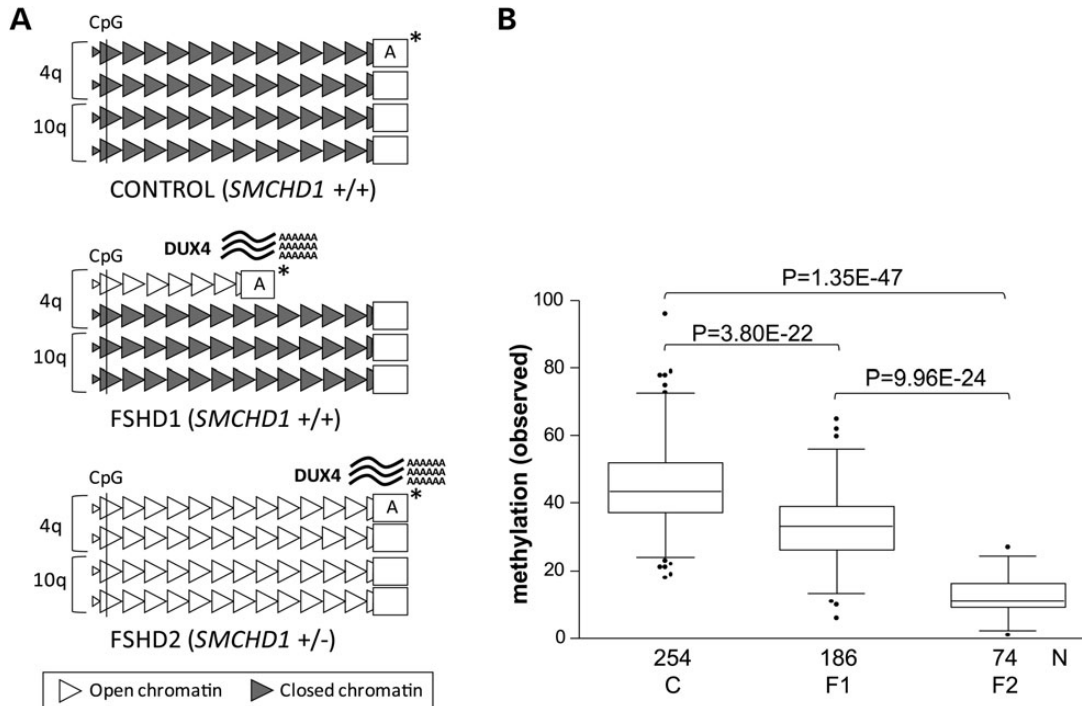 A
CpG
4q
A
*
10q
CONTROL (SMCHD1 +/+)
DUX4
AAAAAA
AAAAAA
AAAAAA
CpG
4q
A
*
10q
FSHD1 (SMCHD1 +/+)
DUX4
AAAAAA
AAAAAA
AAAAAA
CpG
4q
A
*
10q
FSHD2 (SMCHD1 +/-)
Open chromatin
Closed chromatin
B
methylation (observed)
100
80
60
40
20
0
P=1.35E-47
P=3.80E-22
P=9.96E-24
254 186 74 N
C F1 F2